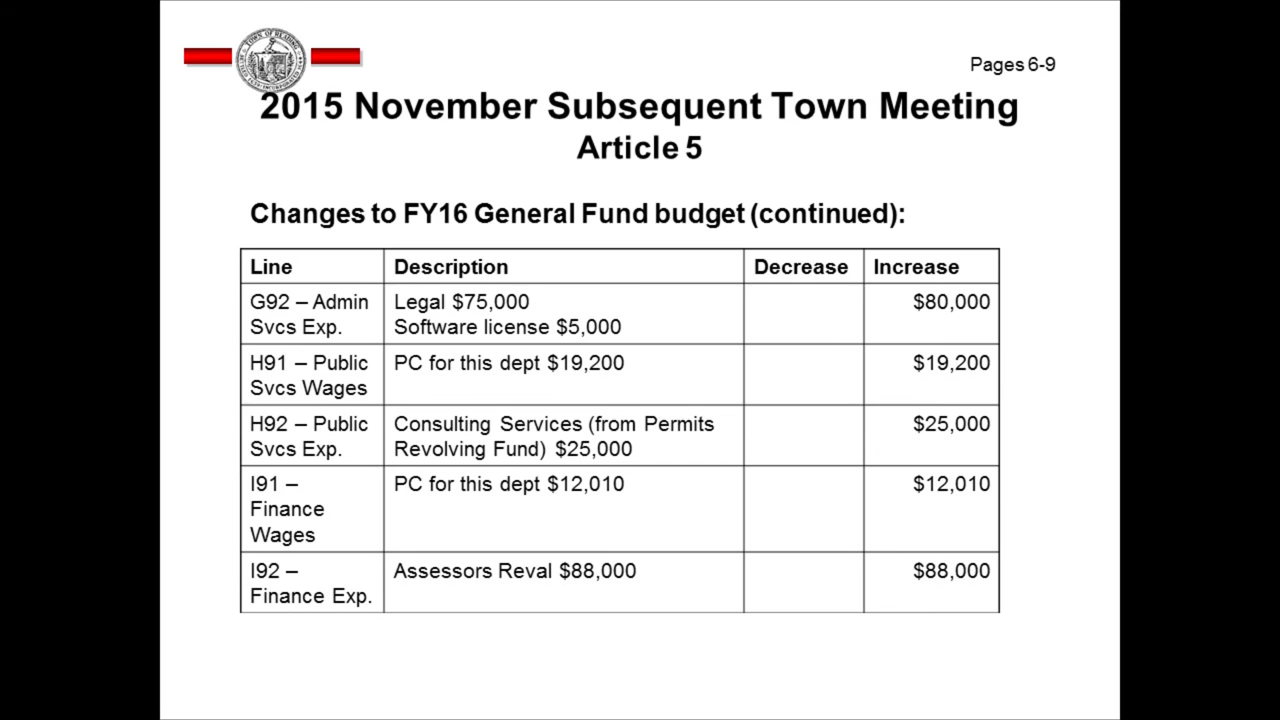 TOWN OF READING
Pages 6-9
2015 November Subsequent Town Meeting
Article 5
Changes to FY16 General Fund budget (continued):
Line Description Decrease Increase
G92 – Admin Legal $75,000 $80,000
Svcs Exp. Software license $5,000
H91 – Public PC for this dept $19,200 $19,200
Svcs Wages
H92 – Public Consulting Services (from Permits $25,000
Svcs Exp. Revolving Fund) $25,000
I91 – PC for this dept $12,010 $12,010
Finance
Wages
I92 – Assessors Reval $88,000 $88,000
Finance Exp.